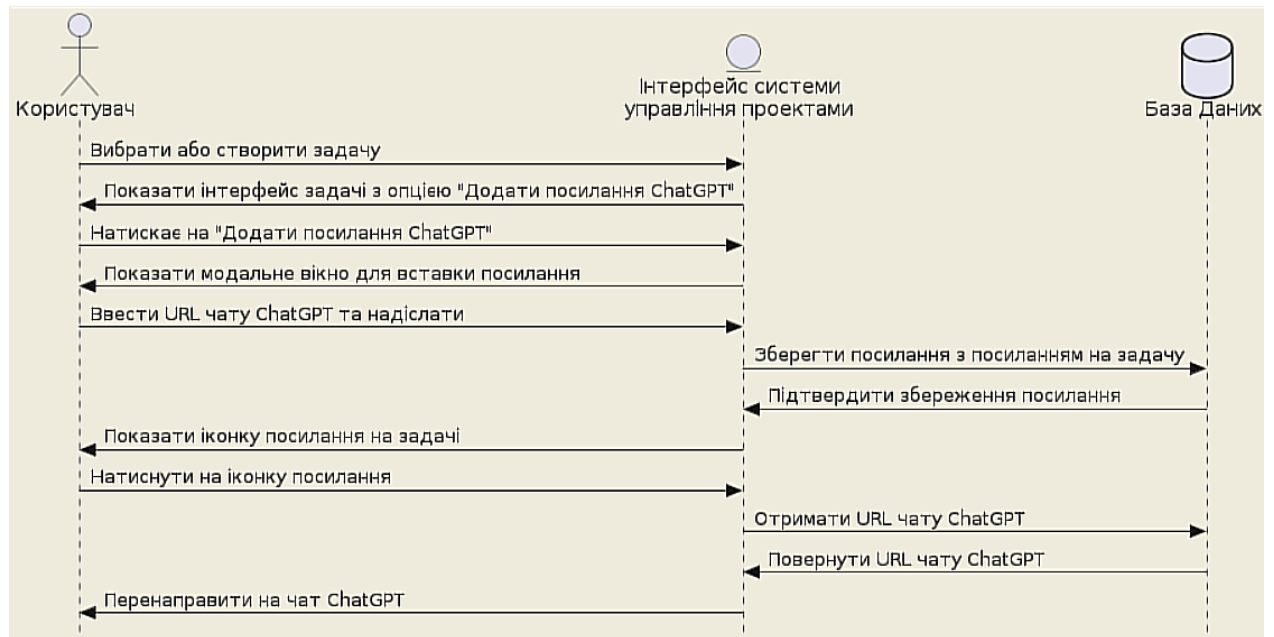 Користувач
Інтерфейс системи
управління проектами
База Даних
Вибрати або створити задачу
Показати інтерфейс задачі з опцією "Додати посилання ChatGPT"
Натискає на "Додати посилання ChatGPT"
Показати модальне вікно для вставки посилання
Ввести URL чату ChatGPT та надіслати
Зберегти посилання з посиланням на задачу
Підтвердити збереження посилання
Показати іконку посилання на задачі
Натиснути на іконку посилання
Отримати URL чату ChatGPT
Повернути URL чату ChatGPT
Перенаправити на чат ChatGPT